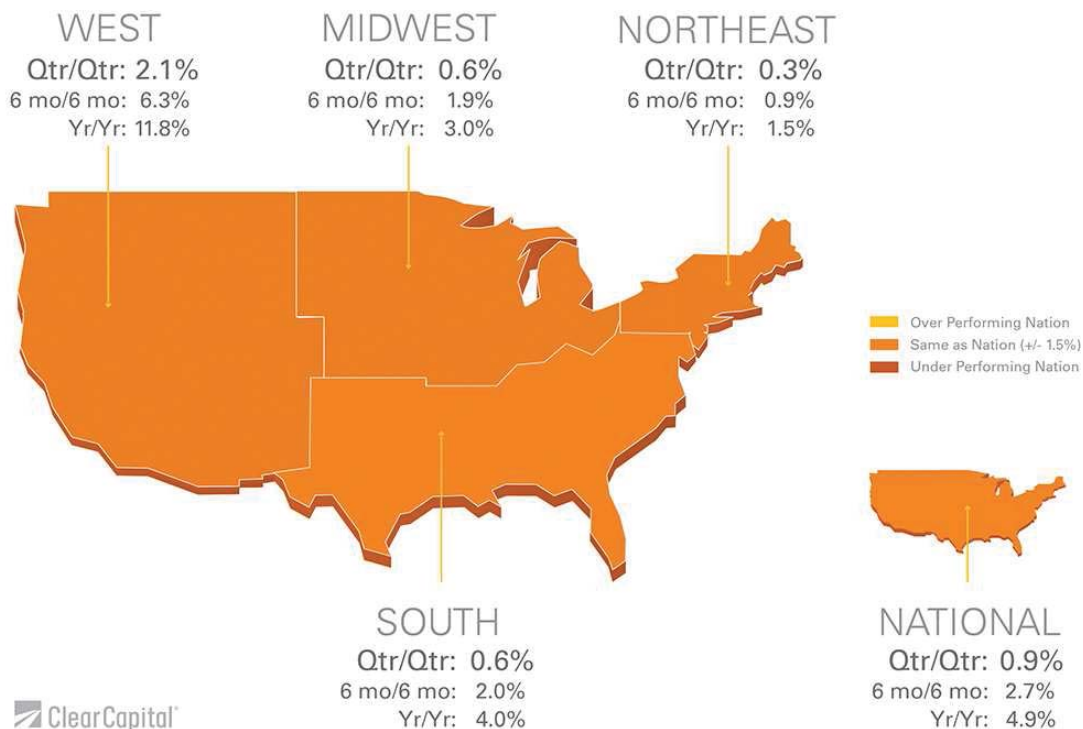 WEST
Qtr/Qtr: 2.1%
6 mo/6 mo: 6.3%
Yr/Yr: 11.8%
MIDWEST
Qtr/Qtr: 0.6%
6 mo/6 mo: 1.9%
Yr/Yr: 3.0%
NORTHEAST
Qtr/Qtr: 0.3%
6 mo/6 mo: 0.9%
Yr/Yr: 1.5%
Over Performing Nation
Same as Nation (+/- 1.5%)
Under Performing Nation
SOUTH
Qtr/Qtr: 0.6%
6 mo/6 mo: 2.0%
Yr/Yr: 4.0%
NATIONAL
Qtr/Qtr: 0.9%
6 mo/6 mo: 2.7%
Yr/Yr: 4.9%
ClearCapital®